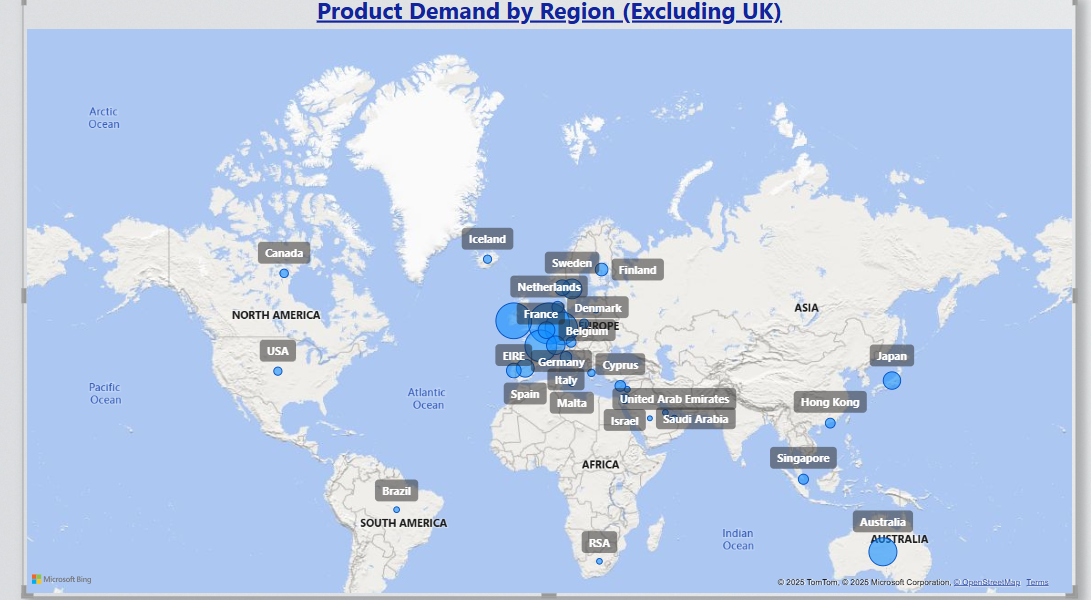 Product Demand by Region (Excluding UK)
Arctic
Ocean
Iceland
Canada
Sweden
Finland
Netherlands
NORTH AMERICA
France
Denmark
ASIA
EUROPE
Belgium
USA
EIRE
Germany
Cyprus
Japan
Italy
Pacific
Ocean
Atlantic
Ocean
Spain
Malta
United Arab Emirates
Hong Kong
Israel
Saudi Arabia
Singapore
AFRICA
Brazil
SOUTH AMERICA
RSA
Indian
Ocean
Australia
AUSTRALIA
Microsoft Bing
© 2025 TomTom, © 2025 Microsoft Corporation, © OpenStreetMap Terms